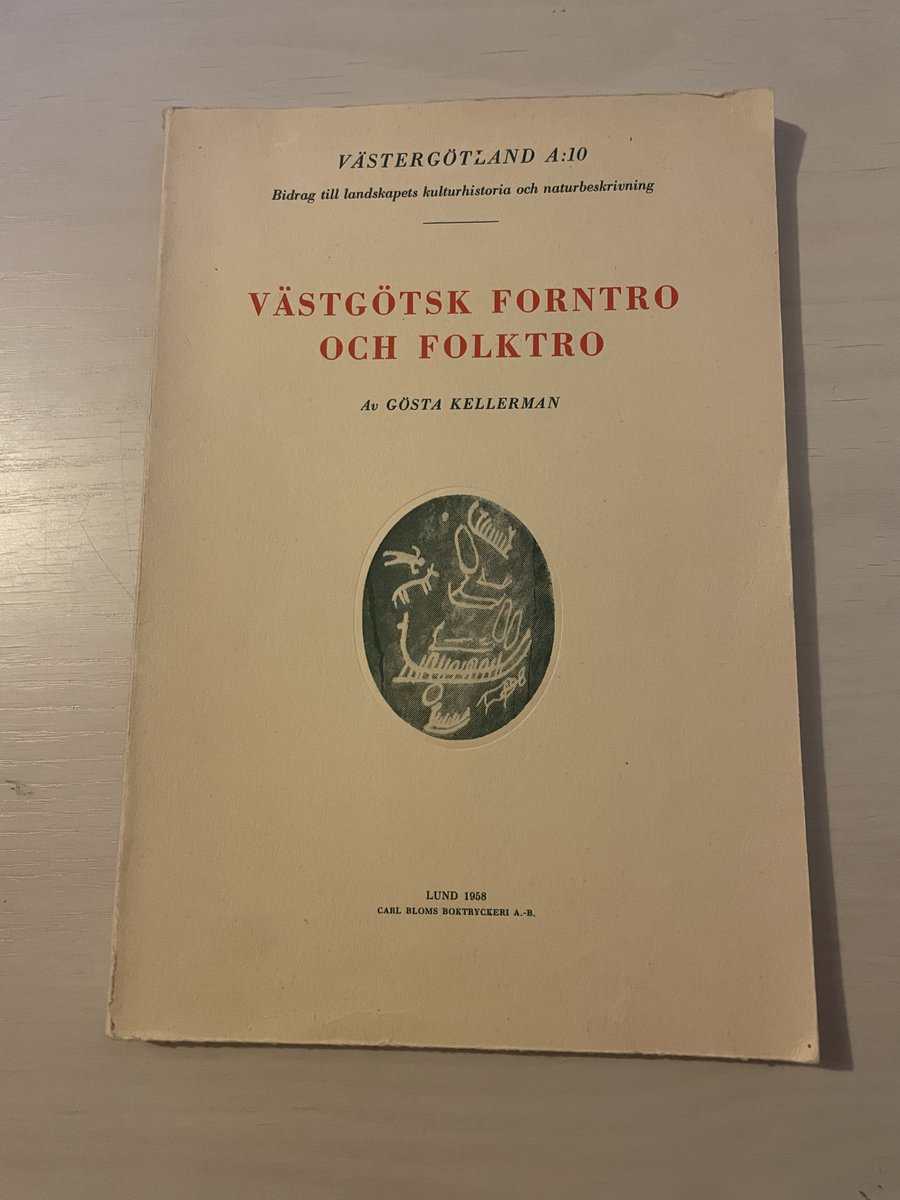 VÄSTERGÖTLAND A:10
Bidrag till landskapets kulturhistoria och naturbeskrivning
VÄSTGÖTSK FORNTRO
OCH FOLKTRO
Av GÖSTA KELLERMAN
LUND 1958
CARL BLOMS BOKTRYCKERI A.-B.